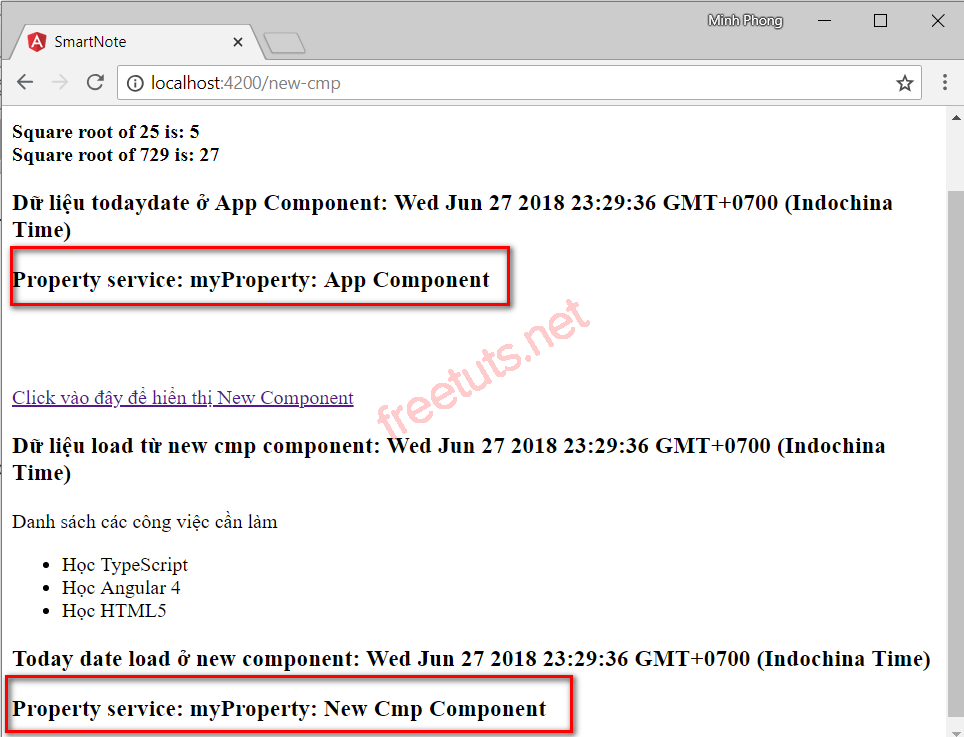 Minh Phong
SmartNote
localhost:4200/new-cmp
Square root of 25 is: 5
Square root of 729 is: 27
Dữ liệu todaydate ở App Component: Wed Jun 27 2018 23:29:36 GMT+0700 (Indochina
Time)
Property service: myProperty: App Component
freetuts.net
Click vào đây để hiển thị New Component
Dữ liệu load từ new cmp component: Wed Jun 27 2018 23:29:36 GMT+0700 (Indochina
Time)
Danh sách các công việc cần làm
Học TypeScript
Học Angular 4
Học HTML5
Today date load ở new component: Wed Jun 27 2018 23:29:36 GMT+0700 (Indochina Time)
Property service: myProperty: New Cmp Component